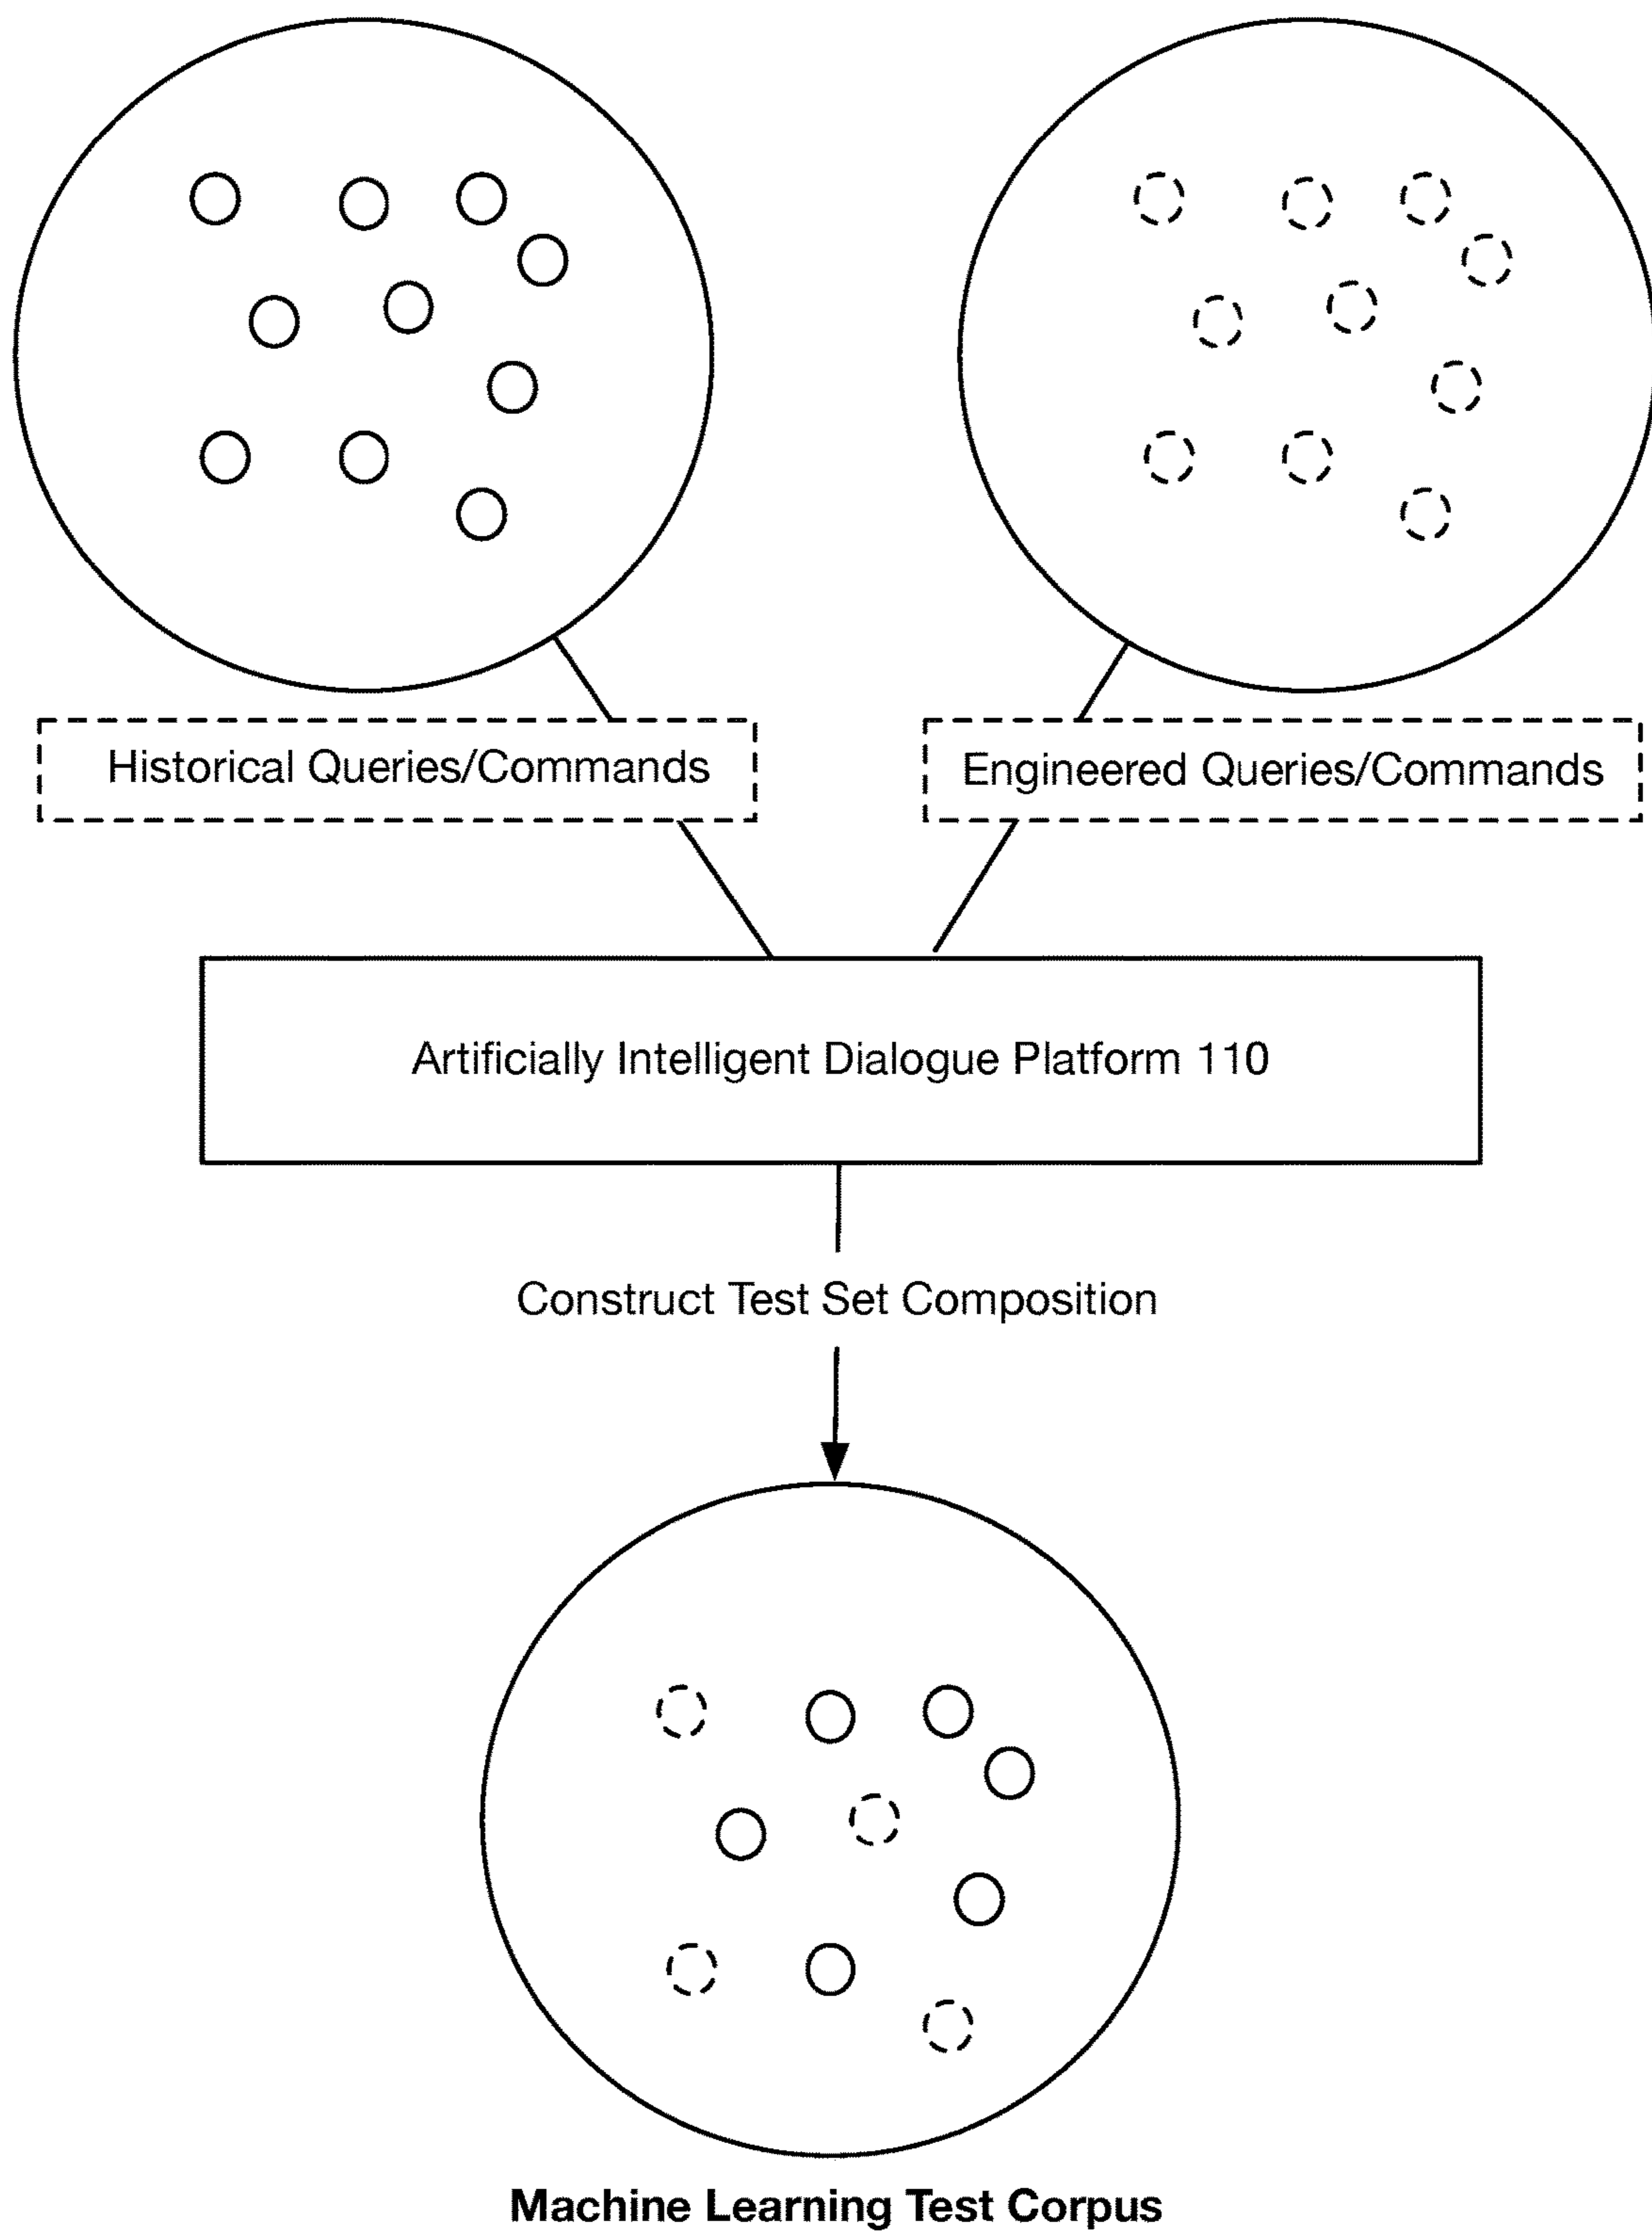 Historical Queries/Commands
Engineered Queries/Commands
Artificially Intelligent Dialogue Platform 110
Construct Test Set Composition
Machine Learning Test Corpus